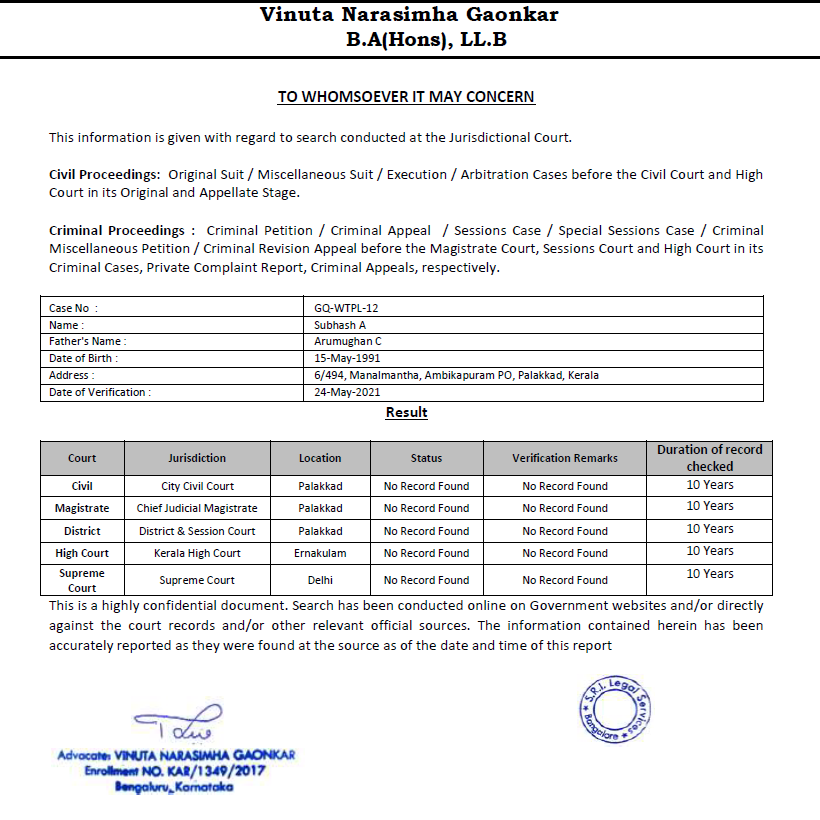 Vinuta Narasimha Gaonkar
B.A(Hons), LL.B
TO WHOMSOEVER IT MAY CONCERN
This information is given with regard to search conducted at the Jurisdictional Court.
Civil Proceedings: Original Suit / Miscellaneous Suit / Execution / Arbitration Cases before the Civil Court and High
Court in its Original and Appellate Stage.
Criminal Proceedings : Criminal Petition / Criminal Appeal / Sessions Case / Special Sessions Case / Criminal
Miscellaneous Petition / Criminal Revision Appeal before the Magistrate Court, Sessions Court and High Court in its
Criminal Cases, Private Complaint Report, Criminal Appeals, respectively.
Case No : GQ-WTPL-12
Name : Subhash A
Father's Name : Arumughan C
Date of Birth : 15-May-1991
Address : 6/494, Manalmantha, Ambikapuram PO, Palakkad, Kerala
Date of Verification : 24-May-2021
Result
Court Jurisdiction Location Status Verification Remarks Duration of record checked
Civil City Civil Court Palakkad No Record Found No Record Found 10 Years
Magistrate Chief Judicial Magistrate Palakkad No Record Found No Record Found 10 Years
District District & Session Court Palakkad No Record Found No Record Found 10 Years
High Court Kerala High Court Ernakulam No Record Found No Record Found 10 Years
Supreme Court Supreme Court Delhi No Record Found No Record Found 10 Years
This is a highly confidential document. Search has been conducted online on Government websites and/or directly
against the court records and/or other relevant official sources. The information contained herein has been
accurately reported as they were found at the source as of the date and time of this report
S.R.I. Legal Services
Bangalore
Advocate: VINUTA NARASIMHA GAONKAR
Enrollment NO. KAR/1349/2017
Bengaluru, Karnataka